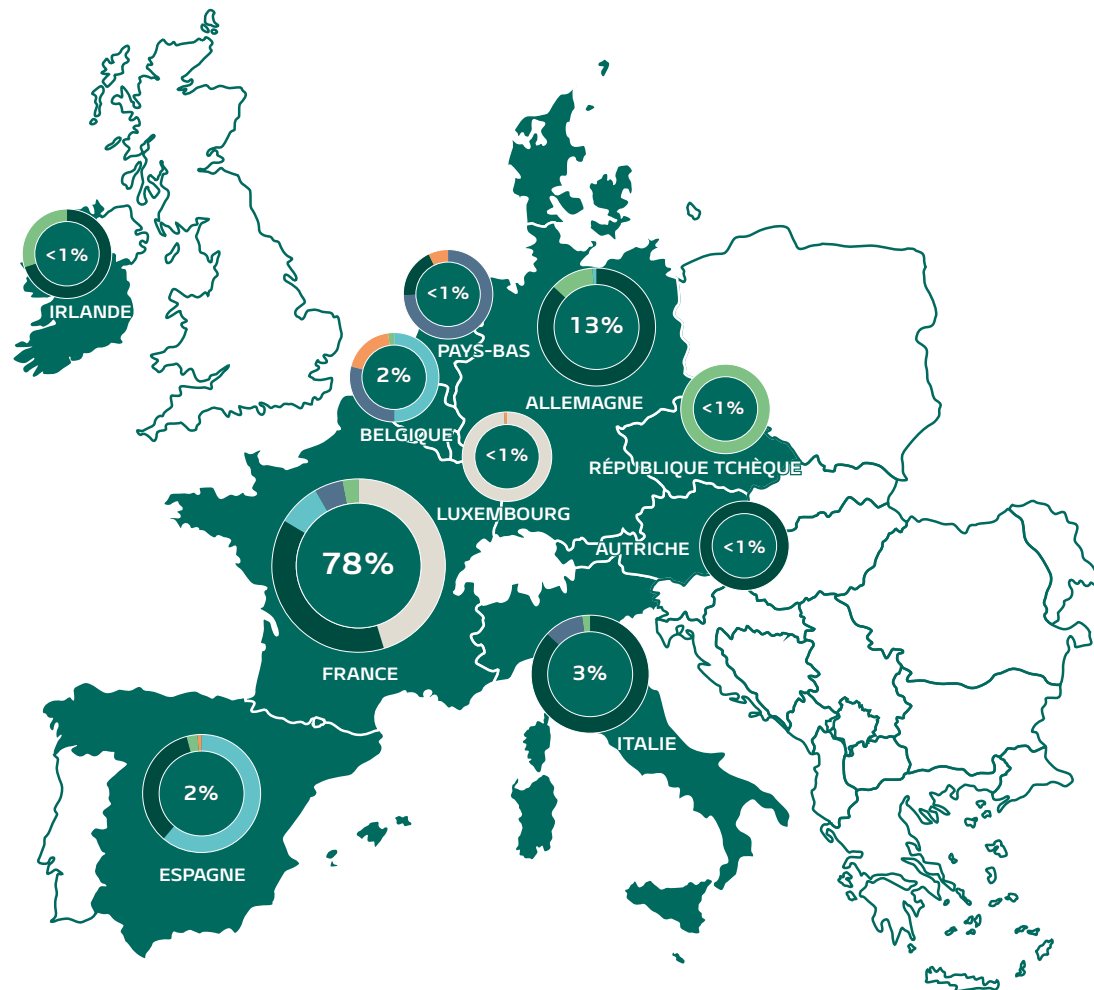 <1%
IRLANDE
<1%
PAYS-BAS
13%
ALLEMAGNE
2%
BELGIQUE
<1%
RÉPUBLIQUE TCHÈQUE
<1%
LUXEMBOURG
<1%
AUTRICHE
78%
FRANCE
3%
ITALIE
2%
ESPAGNE